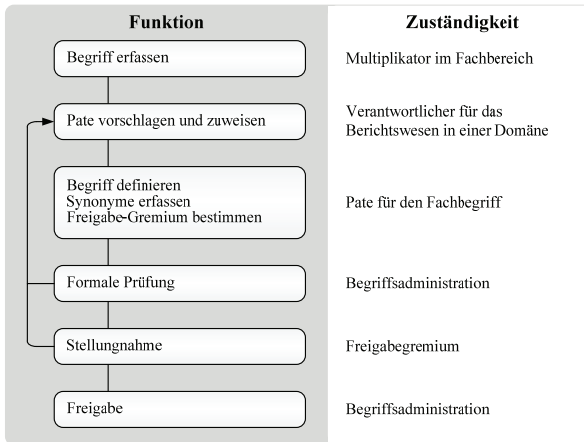 Funktion
Zuständigkeit
Begriff erfassen
Multiplikator im Fachbereich
Pate vorschlagen und zuweisen
Verantwortlicher für das
Berichtswesen in einer Domäne
Begriff definieren
Synonyme erfassen
Freigabe-Gremium bestimmen
Pate für den Fachbegriff
Formale Prüfung
Begriffsadministration
Stellungnahme
Freigabegremium
Freigabe
Begriffsadministration